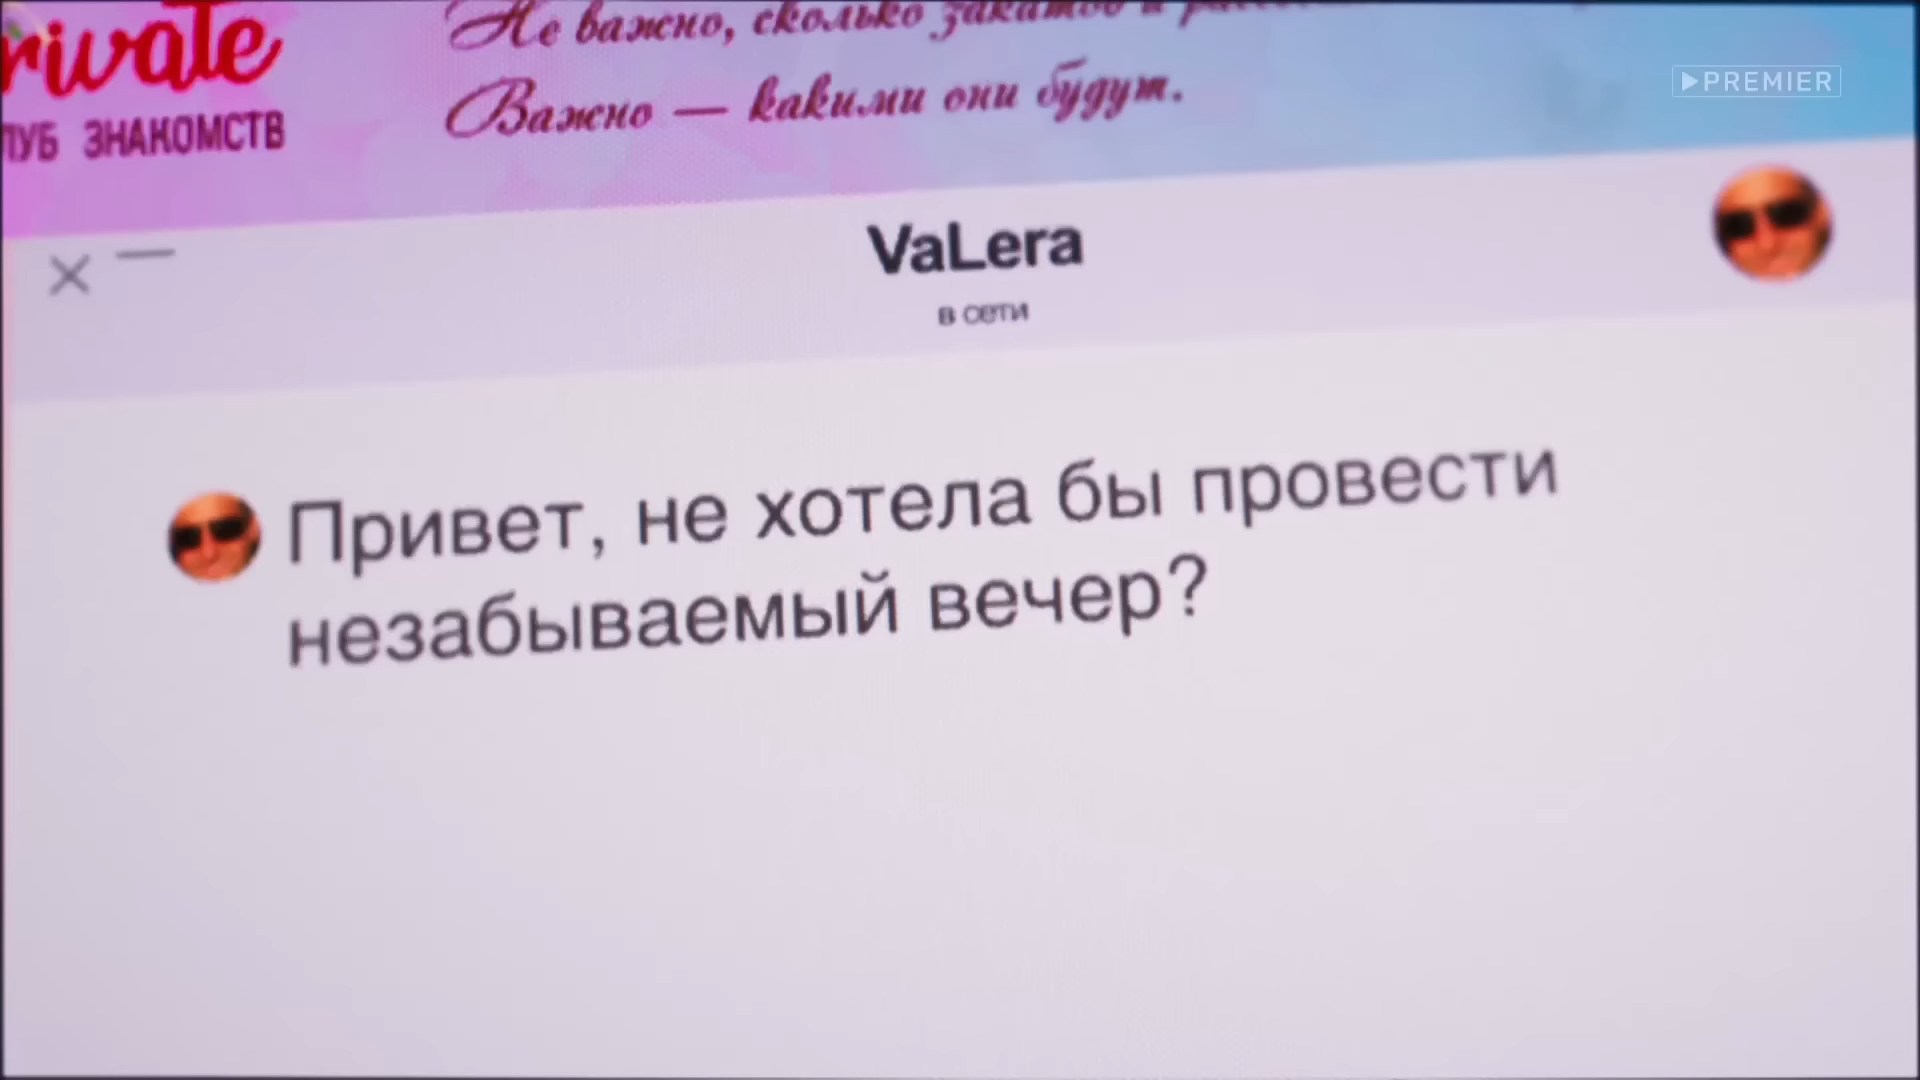 rivate
ЛУБ ЗНАКОМСТВ
Не важно, сколько закатов и
Важно — какими они будут.
PREMIER
VaLera
в сети
Привет, не хотела бы провести
незабываемый вечер?